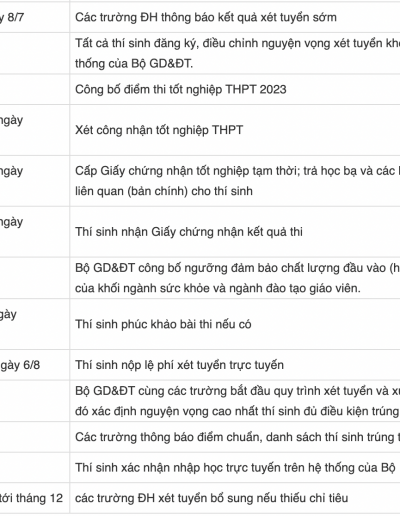 y 8/7 Các trường ĐH thông báo kết quả xét tuyển sớm
Tất cả thí sinh đăng ký, điều chỉnh nguyện vọng xét tuyển
thống của Bộ GD&ĐT.
Công bố điểm thi tốt nghiệp THPT 2023
ngày
Xét công nhận tốt nghiệp THPT
ngày
Cấp Giấy chứng nhận tốt nghiệp tạm thời; trả học bạ và các
liên quan (bản chính) cho thí sinh
ngày
Thí sinh nhận Giấy chứng nhận kết quả thi
Bộ GD&ĐT công bố ngưỡng đảm bảo chất lượng đầu vào
của khối ngành sức khỏe và ngành đào tạo giáo viên.
gày
Thí sinh phúc khảo bài thi nếu có
gày 6/8 Thí sinh nộp lệ phí xét tuyển trực tuyến
Bộ GD&ĐT cùng các trường bắt đầu quy trình xét tuyển và
đó xác định nguyện vọng cao nhất thí sinh đủ điều kiện trúng
Các trường thông báo điểm chuẩn, danh sách thí sinh trúng
Thí sinh xác nhận nhập học trực tuyến trên hệ thống của Bộ
tới tháng 12 các trường ĐH xét tuyển bổ sung nếu thiếu chỉ tiêu